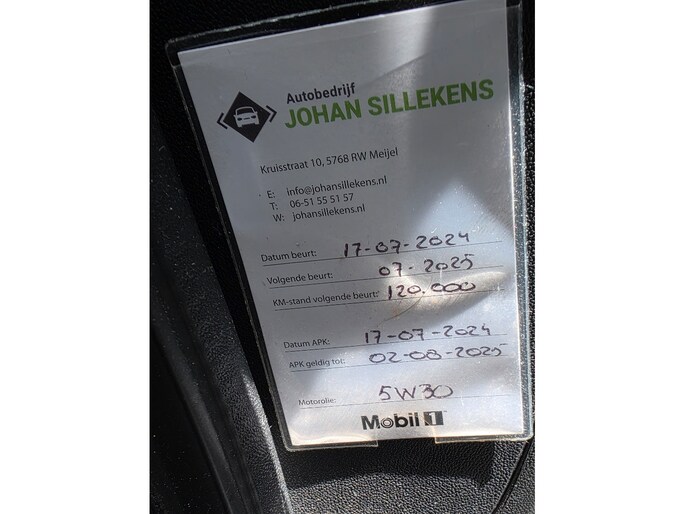 Autobedrijf
JOHAN SILLEKENS
Kruisstraat 10, 5768 RW Meijel
E: info@johansillekens.nl
T: 06-51 55 51 57
W: johansillekens.nl
Datum beurt: 17-07-2024
Volgende beurt: 07-2025
KM-stand volgende beurt: 120.000
Datum APK: 17-07-2024
APK geldig tot: 02-08-2025
Motorolie: 5W30
Mobil 1